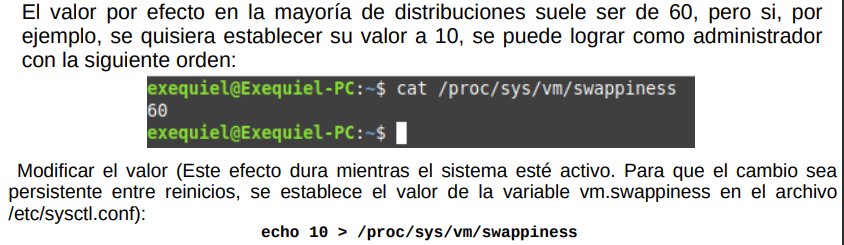 El valor por efecto en la mayoría de distribuciones suele ser de 60, pero si, por
ejemplo, se quisiera establecer su valor a 10, se puede lograr como administrador
con la siguiente orden:
exequiel@Exequiel-PC:~$ cat /proc/sys/vm/swappiness
60
exequiel@Exequiel-PC:~$
Modificar el valor (Este efecto dura mientras el sistema esté activo. Para que el cambio sea
persistente entre reinicios, se establece el valor de la variable vm.swappiness en el archivo
/etc/sysctl.conf):
echo 10 > /proc/sys/vm/swappiness